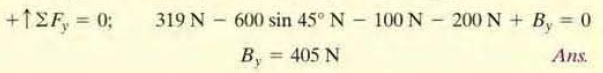 +↑ΣF_y = 0; 319 N − 600 sin 45° N − 100 N − 200 N + B_y = 0
B_y = 405 N Ans.